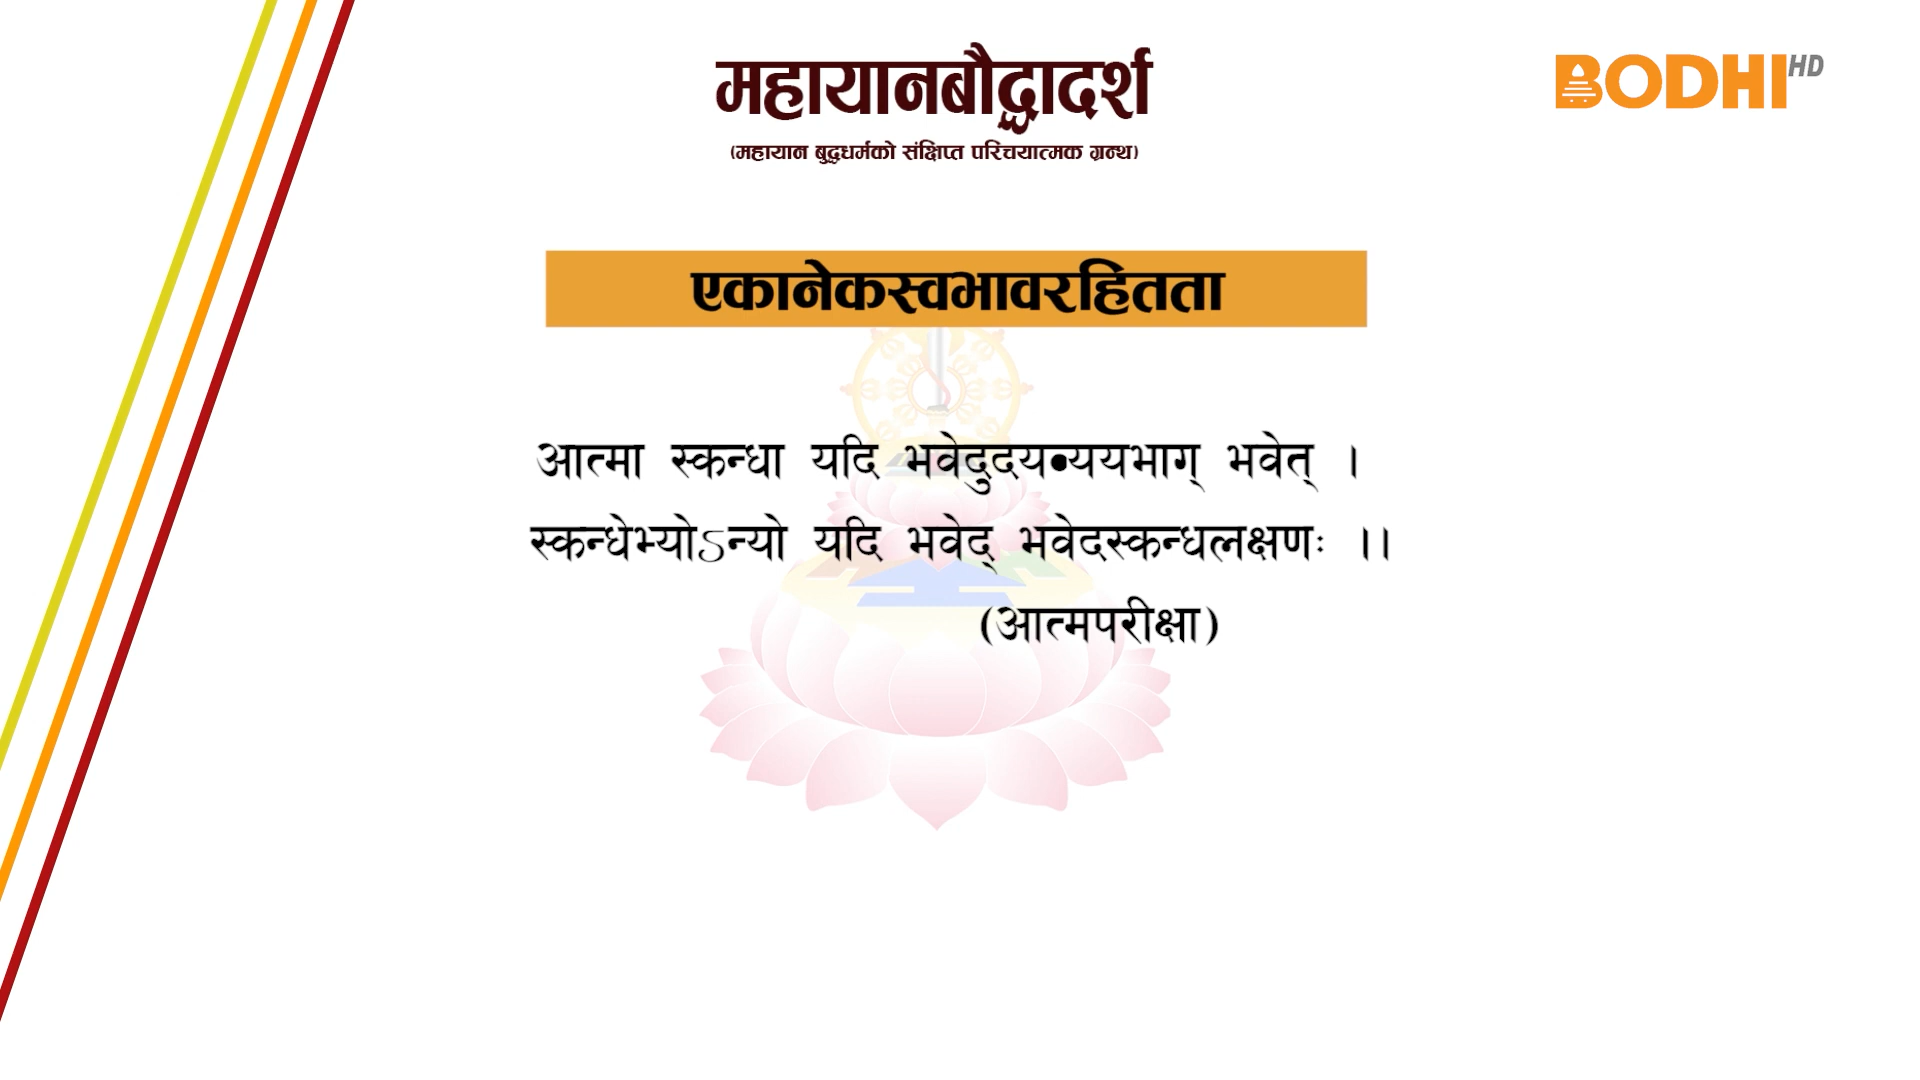 महायानबौद्धादर्श
BODHI HD
(महायान बुद्धधर्मको संक्षिप्त परिचयात्मक ग्रन्थ)
एकानेकस्वभावरहितता
आत्मा स्कन्धा यदि भवेदुदय•ययभाग् भवेत् ।
स्कन्धेभ्योऽन्यो यदि भवेद् भवेदस्कन्धलक्षणः ।।
(आत्मपरीक्षा)